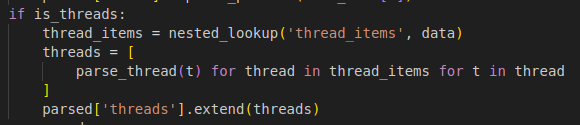 if is_threads:
    thread_items = nested_lookup('thread_items', data)
    threads = [
        parse_thread(t) for thread in thread_items for t in thread
    ]
    parsed['threads'].extend(threads)